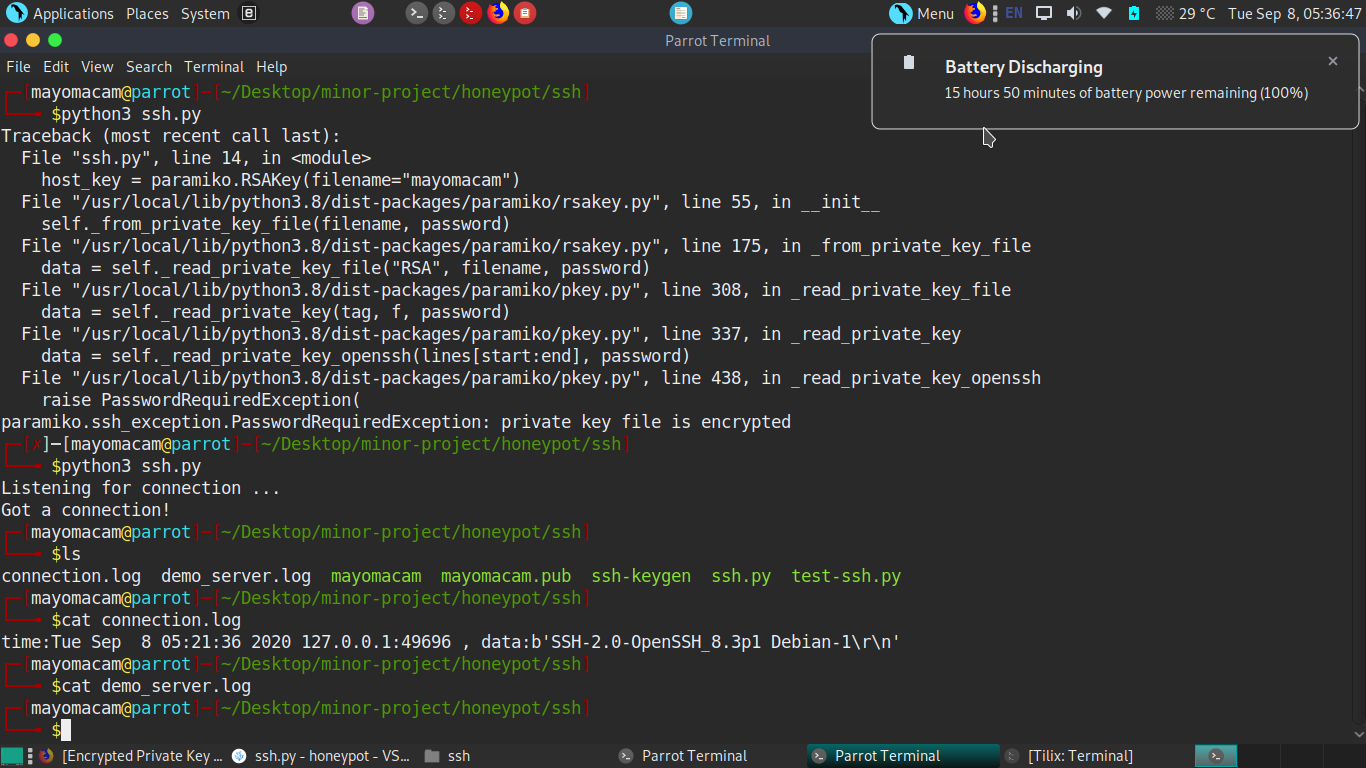 Applications Places System
Menu EN 29 °C Tue Sep 8, 05:36:47
Parrot Terminal
File Edit View Search Terminal Help
Battery Discharging
15 hours 50 minutes of battery power remaining (100%)
[mayomacam@parrot]─[~/Desktop/minor-project/honeypot/ssh]
$python3 ssh.py
Traceback (most recent call last):
File "ssh.py", line 14, in <module>
host_key = paramiko.RSAKey(filename="mayomacam")
File "/usr/local/lib/python3.8/dist-packages/paramiko/rsakey.py", line 55, in __init__
self._from_private_key_file(filename, password)
File "/usr/local/lib/python3.8/dist-packages/paramiko/rsakey.py", line 175, in _from_private_key_file
data = self._read_private_key_file("RSA", filename, password)
File "/usr/local/lib/python3.8/dist-packages/paramiko/pkey.py", line 308, in _read_private_key_file
data = self._read_private_key(tag, f, password)
File "/usr/local/lib/python3.8/dist-packages/paramiko/pkey.py", line 337, in _read_private_key
data = self._read_private_key_openssh(lines[start:end], password)
File "/usr/local/lib/python3.8/dist-packages/paramiko/pkey.py", line 438, in _read_private_key_openssh
raise PasswordRequiredException(
paramiko.ssh_exception.PasswordRequiredException: private key file is encrypted
[✗]─[mayomacam@parrot]─[~/Desktop/minor-project/honeypot/ssh]
$python3 ssh.py
Listening for connection ...
Got a connection!
[mayomacam@parrot]─[~/Desktop/minor-project/honeypot/ssh]
$ls
connection.log demo_server.log mayomacam mayomacam.pub ssh-keygen ssh.py test-ssh.py
[mayomacam@parrot]─[~/Desktop/minor-project/honeypot/ssh]
$cat connection.log
time:Tue Sep  8 05:21:36 2020 127.0.0.1:49696 , data:b'SSH-2.0-OpenSSH_8.3p1 Debian-1\r\n'
[mayomacam@parrot]─[~/Desktop/minor-project/honeypot/ssh]
$cat demo_server.log
[mayomacam@parrot]─[~/Desktop/minor-project/honeypot/ssh]
$
[Encrypted Private Key ... ssh.py - honeypot - VS... ssh Parrot Terminal Parrot Terminal [Tilix: Terminal]